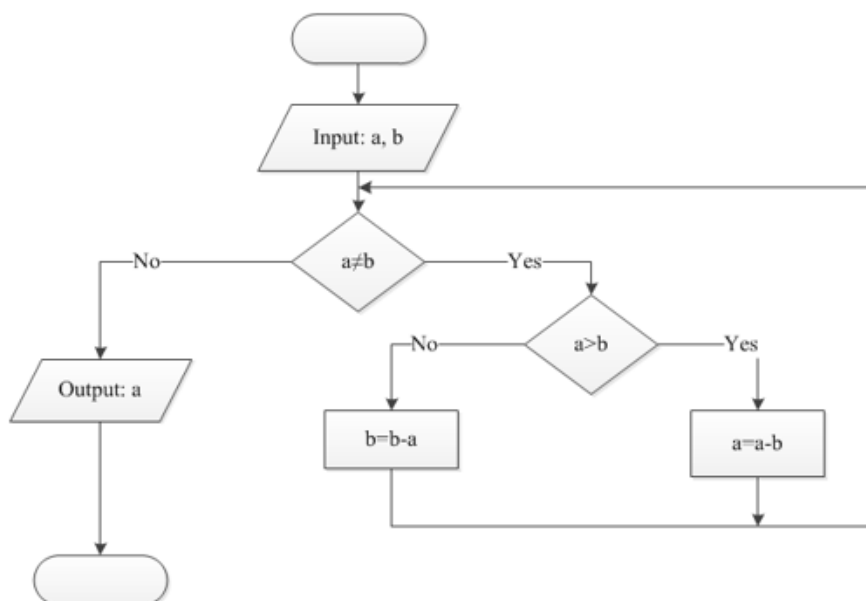 Input: a, b
a≠b
No
Yes
a>b
No
Yes
Output: a
b=b-a
a=a-b